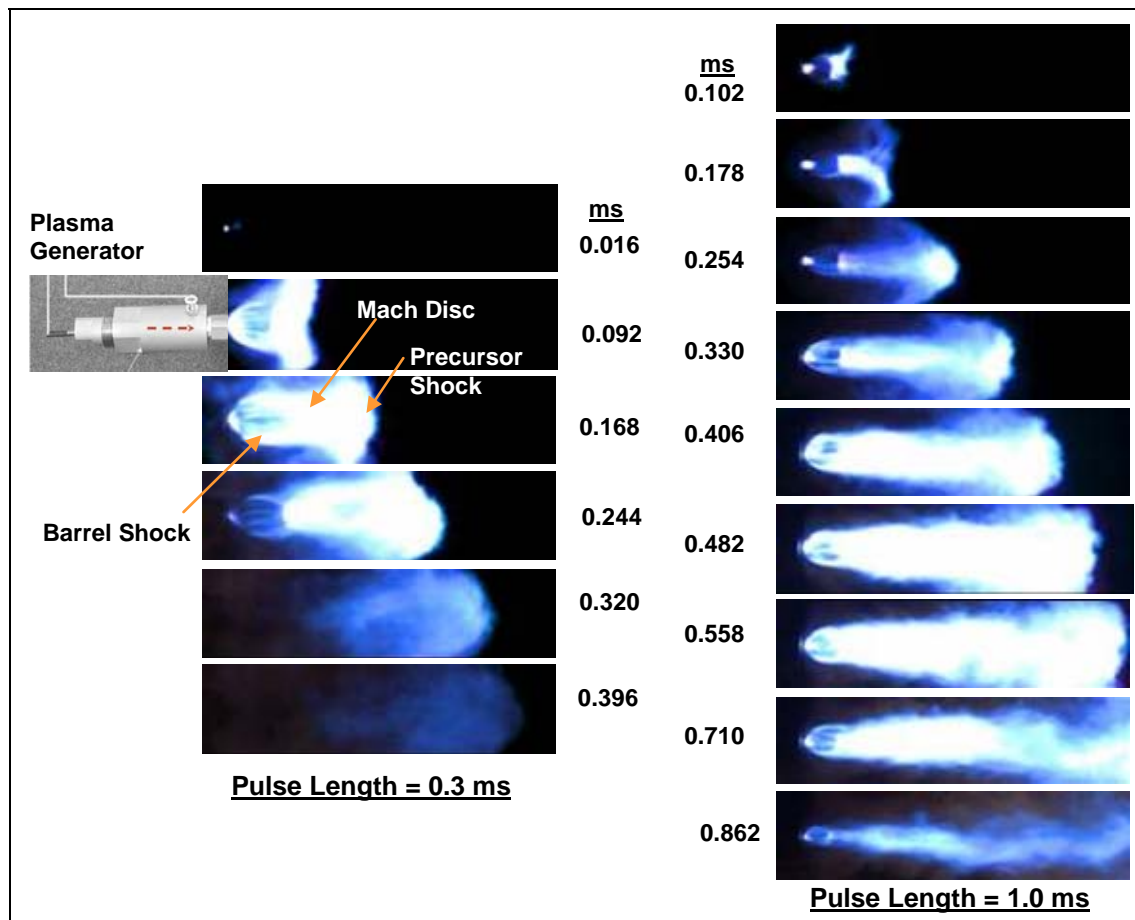 Plasma
Generator
Mach Disc
Precursor
Shock
Barrel Shock
ms
0.016
0.092
0.168
0.244
0.320
0.396
Pulse Length = 0.3 ms
ms
0.102
0.178
0.254
0.330
0.406
0.482
0.558
0.710
0.862
Pulse Length = 1.0 ms